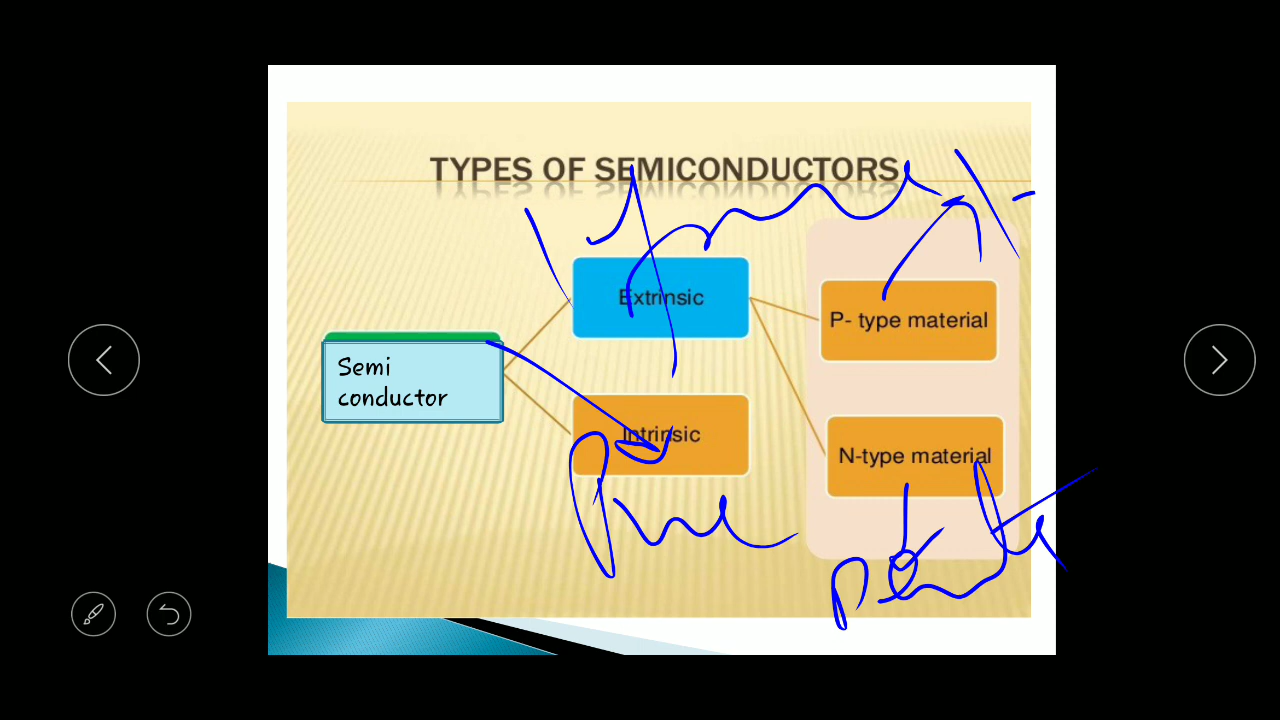 TYPES OF SEMICONDUCTORS
Extrinsic
P- type material
Semi
conductor
Intrinsic
N-type material
Pure